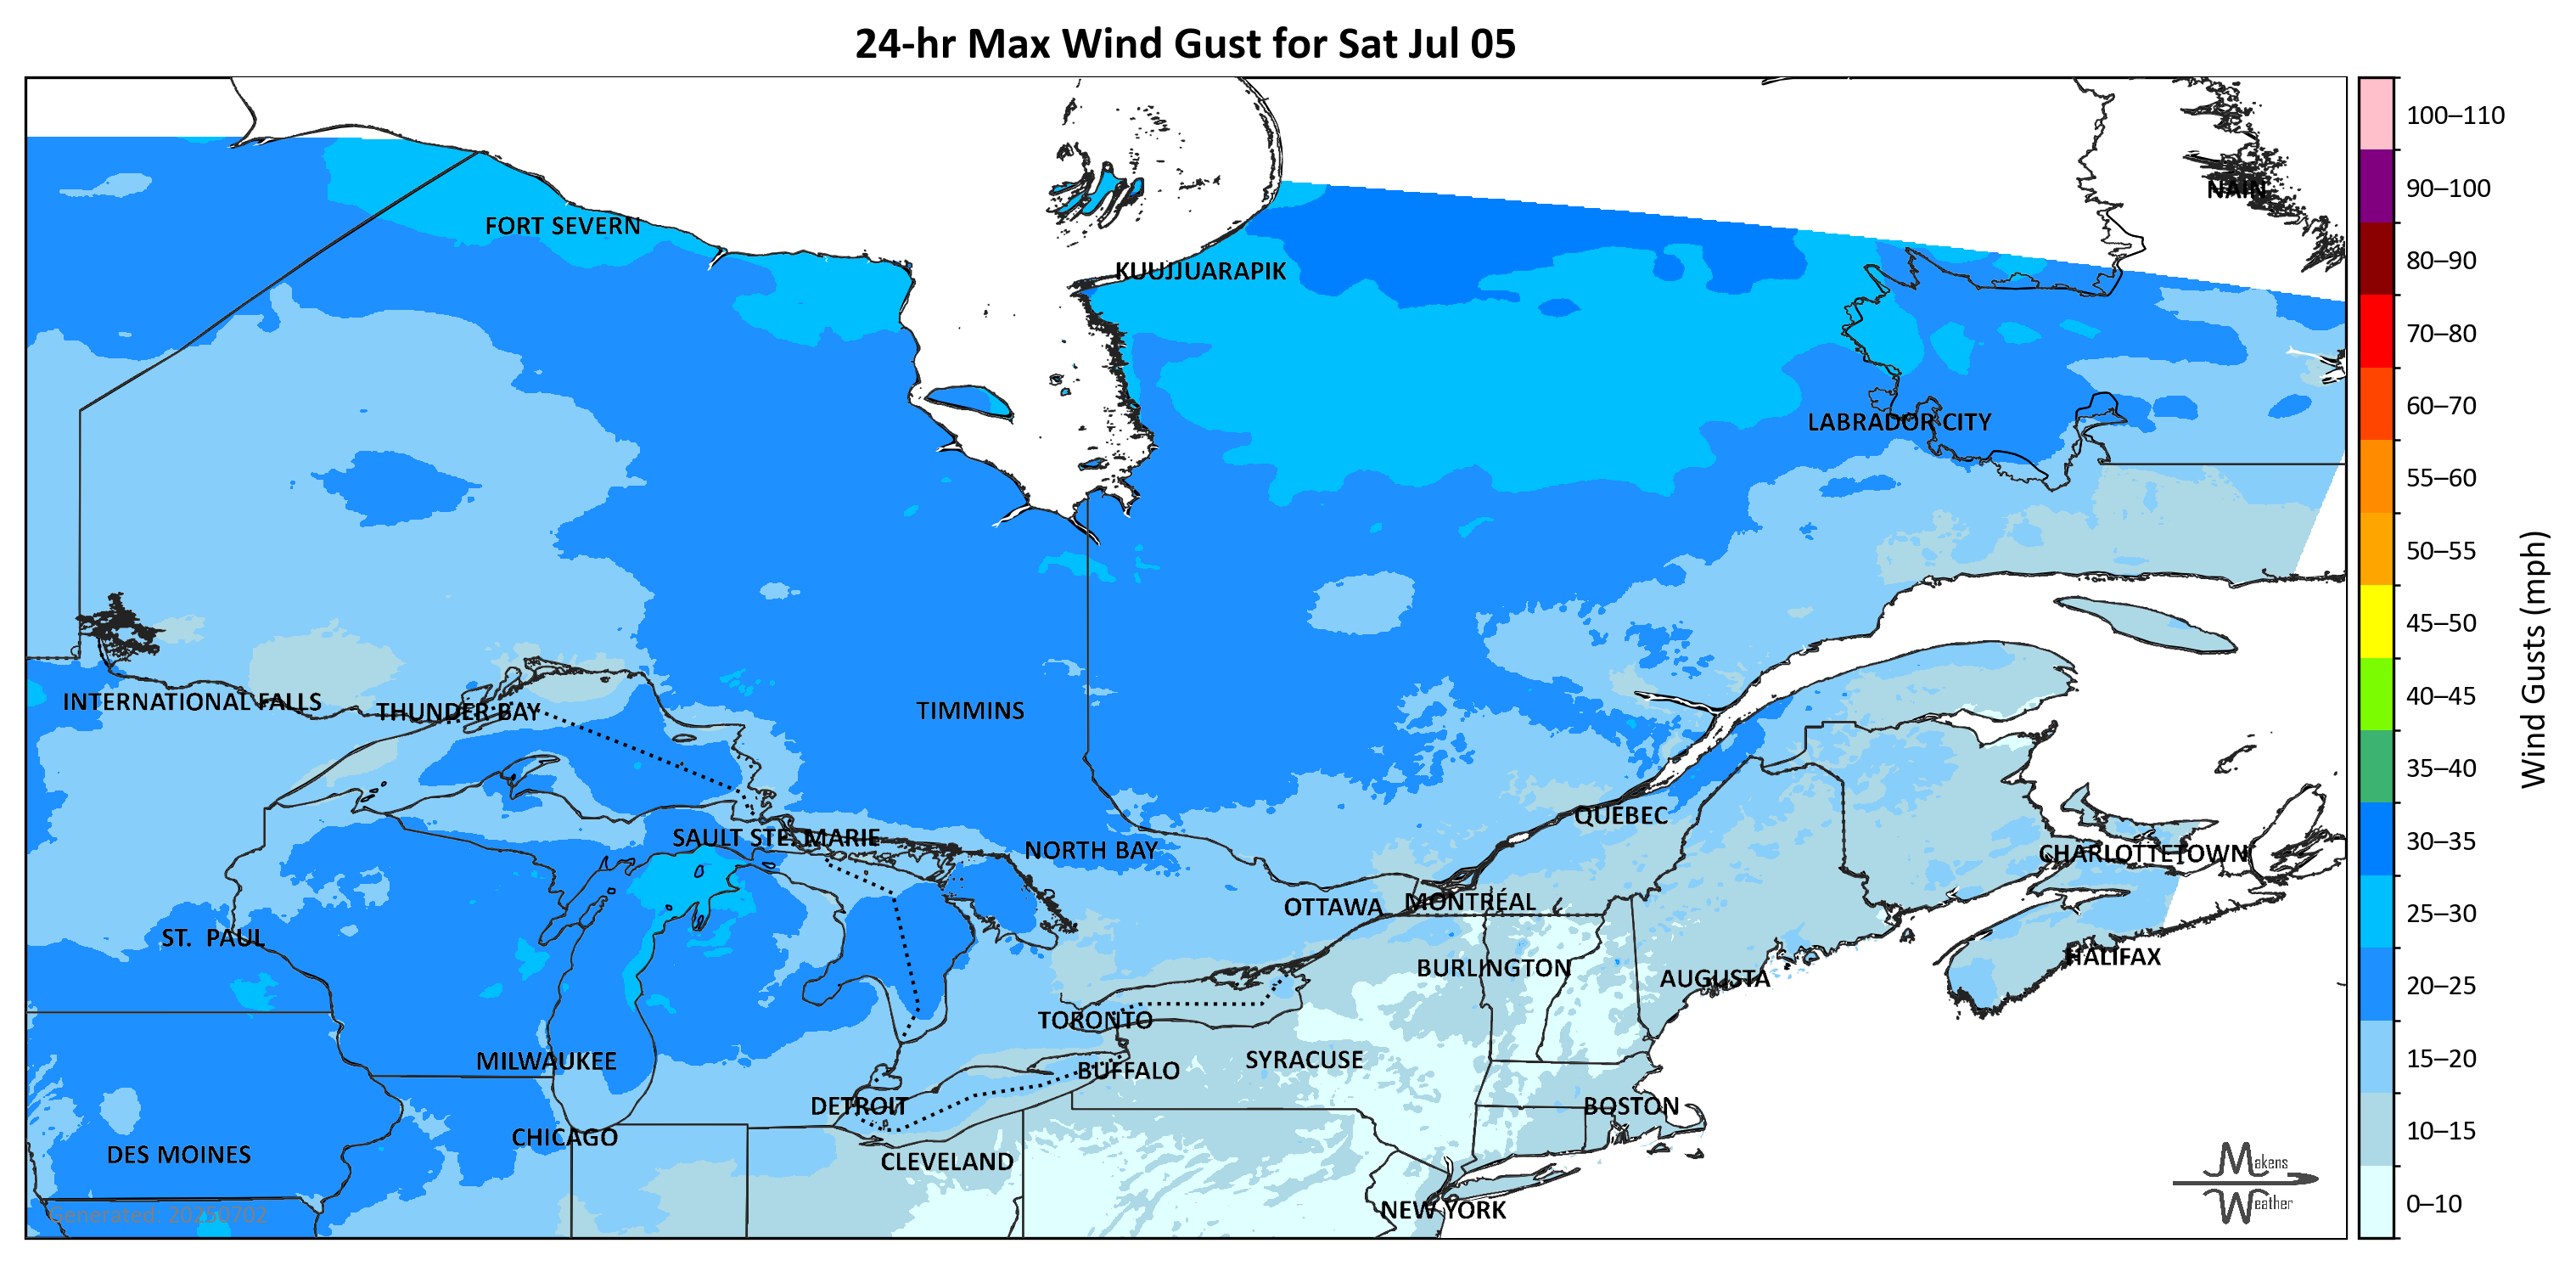 24-hr Max Wind Gust for Sat Jul 05
100–110
90–100
NAIN
FORT SEVERN
80–90
KUUJJUARAPIK
70–80
60–70
LABRADOR CITY
55–60
50–55
45–50
40–45
INTERNATIONAL FALLS
THUNDER BAY
TIMMINS
35–40
Wind Gusts (mph)
QUEBEC
SAULT STE. MARIE
30–35
NORTH BAY
CHARLOTTETOWN
MONTRÉAL
OTTAWA
25–30
ST. PAUL
HALIFAX
BURLINGTON
AUGUSTA
20–25
TORONTO
MILWAUKEE
SYRACUSE
15–20
BUFFALO
DETROIT
BOSTON
10–15
CHICAGO
DES MOINES
CLEVELAND
Makens
Weather
0–10
NEW YORK
Generated: 20250702